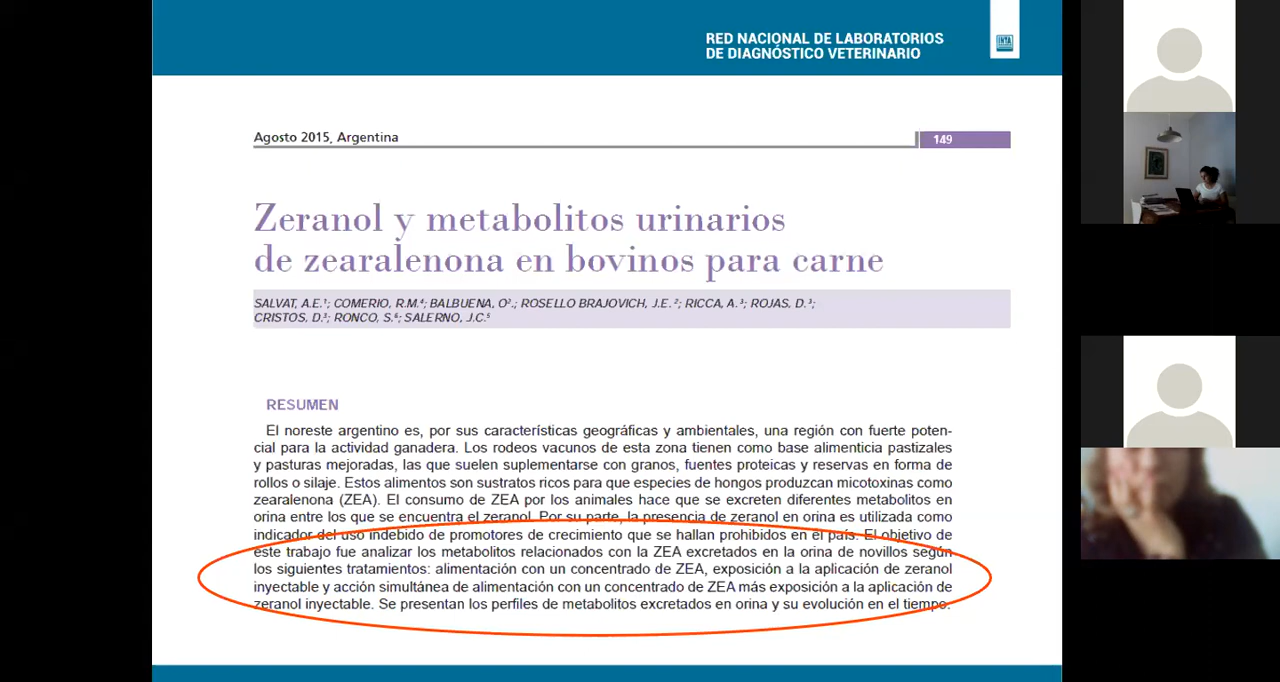 RED NACIONAL DE LABORATORIOS
DE DIAGNÓSTICO VETERINARIO
INTA
Agosto 2015, Argentina
149
Zeranol y metabolitos urinarios
de zearalenona en bovinos para carne
SALVAT, A.E.¹; COMERIO, R.M.⁴; BALBUENA, O².; ROSELLO BRAJOVICH, J.E. ²; RICCA, A.³; ROJAS, D.³;
CRISTOS, D.³; RONCO, S.⁶; SALERNO, J.C.⁵
RESUMEN
El noreste argentino es, por sus características geográficas y ambientales, una región con fuerte poten-
cial para la actividad ganadera. Los rodeos vacunos de esta zona tienen como base alimenticia pastizales
y pasturas mejoradas, las que suelen suplementarse con granos, fuentes proteicas y reservas en forma de
rollos o silaje. Estos alimentos son sustratos ricos para que especies de hongos produzcan micotoxinas como
zearalenona (ZEA). El consumo de ZEA por los animales hace que se excreten diferentes metabolitos en
orina entre los que se encuentra el zeranol. Por su parte, la presencia de zeranol en orina es utilizada como
indicador del uso indebido de promotores de crecimiento que se hallan prohibidos en el país. El objetivo de
este trabajo fue analizar los metabolitos relacionados con la ZEA excretados en la orina de novillos según
los siguientes tratamientos: alimentación con un concentrado de ZEA, exposición a la aplicación de zeranol
inyectable y acción simultánea de alimentación con un concentrado de ZEA más exposición a la aplicación de
zeranol inyectable. Se presentan los perfiles de metabolitos excretados en orina y su evolución en el tiempo.